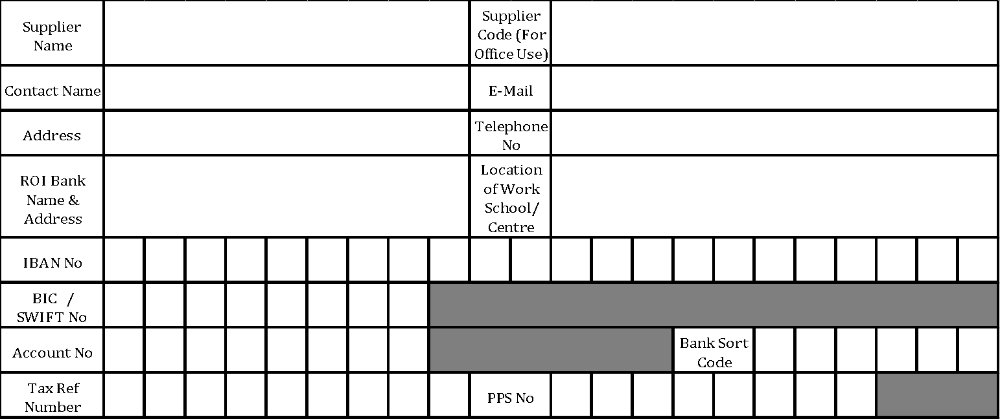 Supplier
Name
Supplier
Code (For
Office Use)
Contact Name
E-Mail
Address
Telephone
No
ROI Bank
Name &
Address
Location
of Work
School/
Centre
IBAN No
BIC /
SWIFT No
Account No
Bank Sort
Code
Tax Ref
Number
PPS No